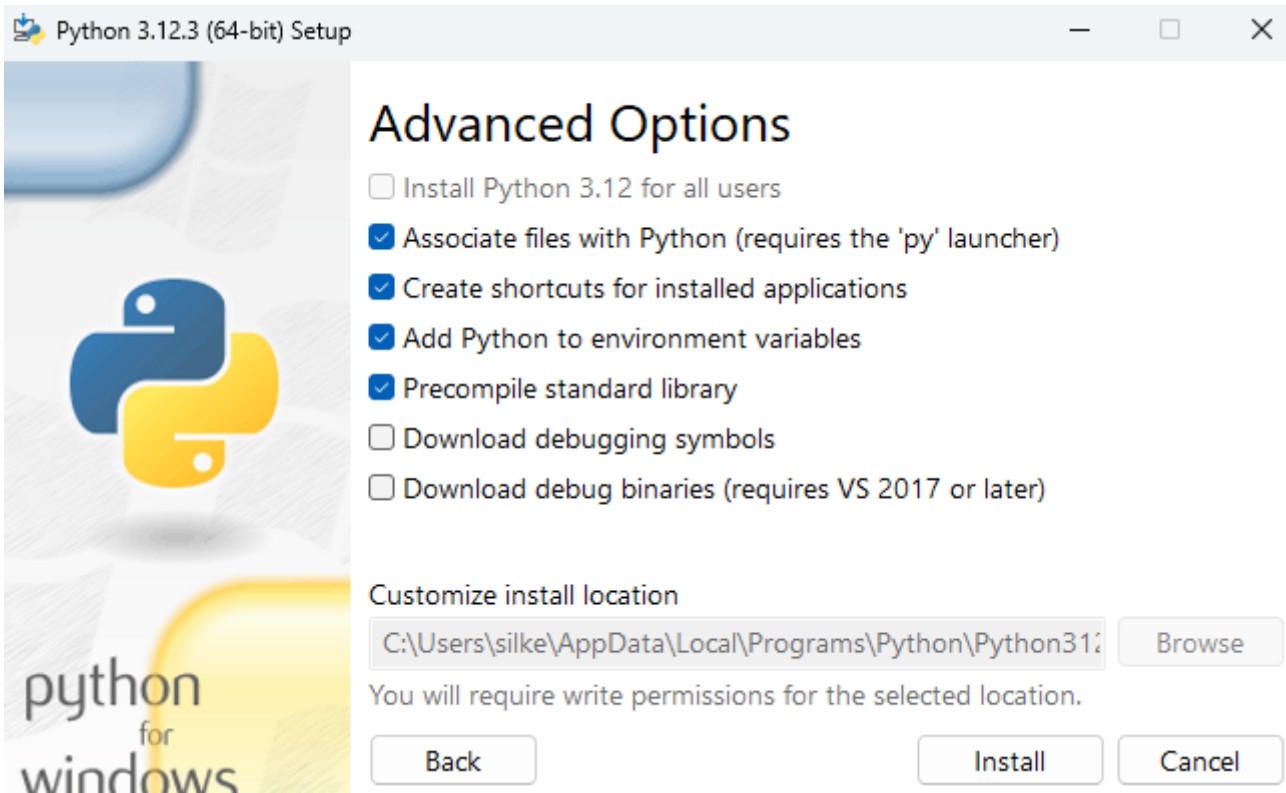 Python 3.12.3 (64-bit) Setup
Advanced Options
Install Python 3.12 for all users
Associate files with Python (requires the 'py' launcher)
Create shortcuts for installed applications
Add Python to environment variables
Precompile standard library
Download debugging symbols
Download debug binaries (requires VS 2017 or later)
Customize install location
C:\Users\silke\AppData\Local\Programs\Python\Python312
Browse
You will require write permissions for the selected location.
python
for
windows
Back
Install
Cancel